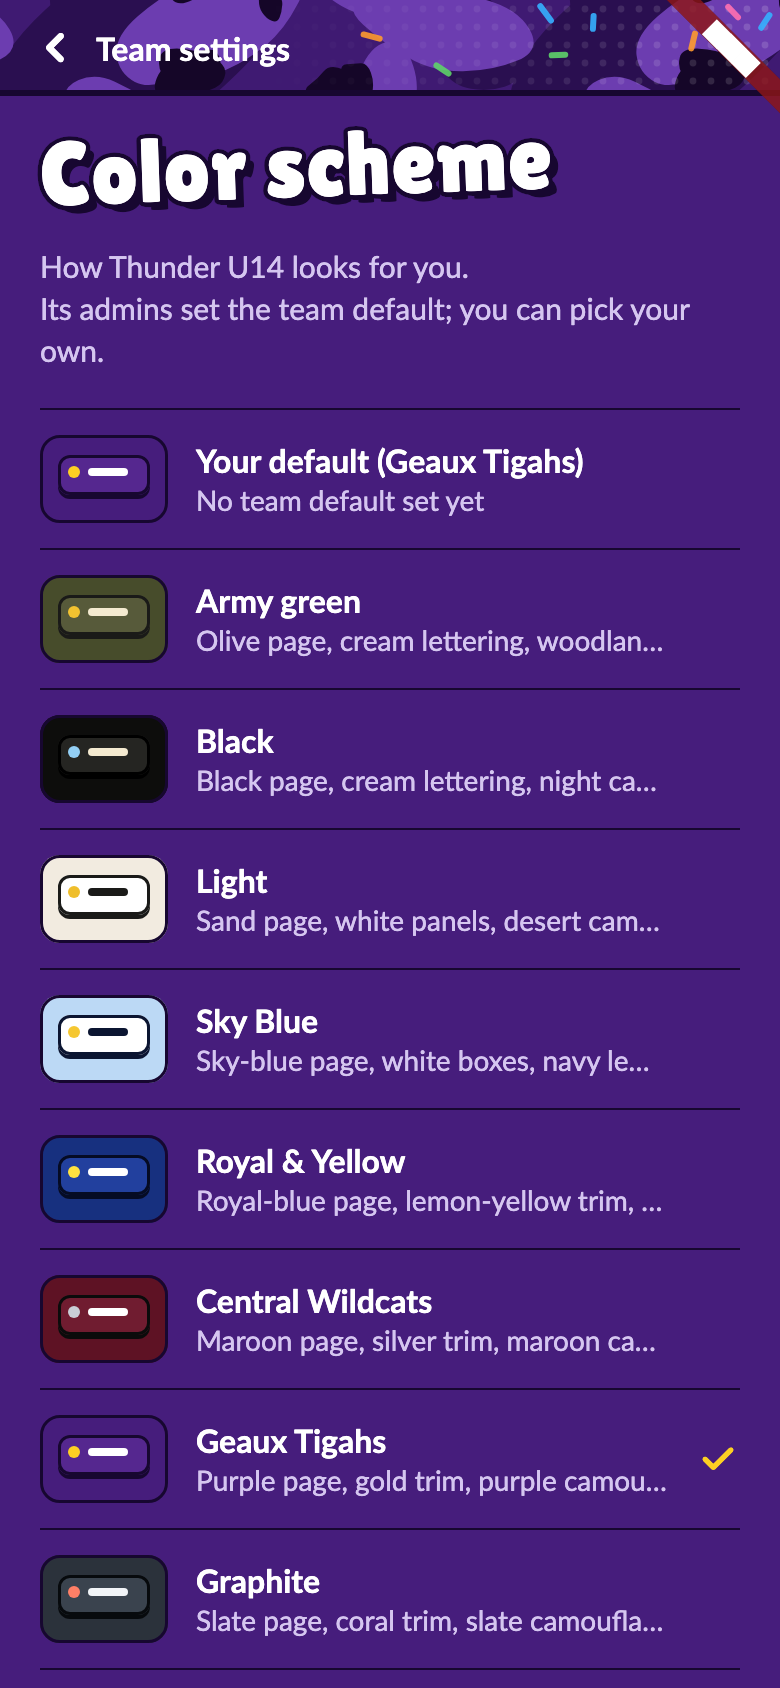 Team settings
Color scheme
How Thunder U14 looks for you.
Its admins set the team default; you can pick your
own.
Your default (Geaux Tigahs)
No team default set yet
Army green
Olive page, cream lettering, woodlan...
Black
Black page, cream lettering, night ca...
Light
Sand page, white panels, desert cam...
Sky Blue
Sky-blue page, white boxes, navy le...
Royal & Yellow
Royal-blue page, lemon-yellow trim, ...
Central Wildcats
Maroon page, silver trim, maroon ca...
Geaux Tigahs
Purple page, gold trim, purple camou...
Graphite
Slate page, coral trim, slate camoufla...